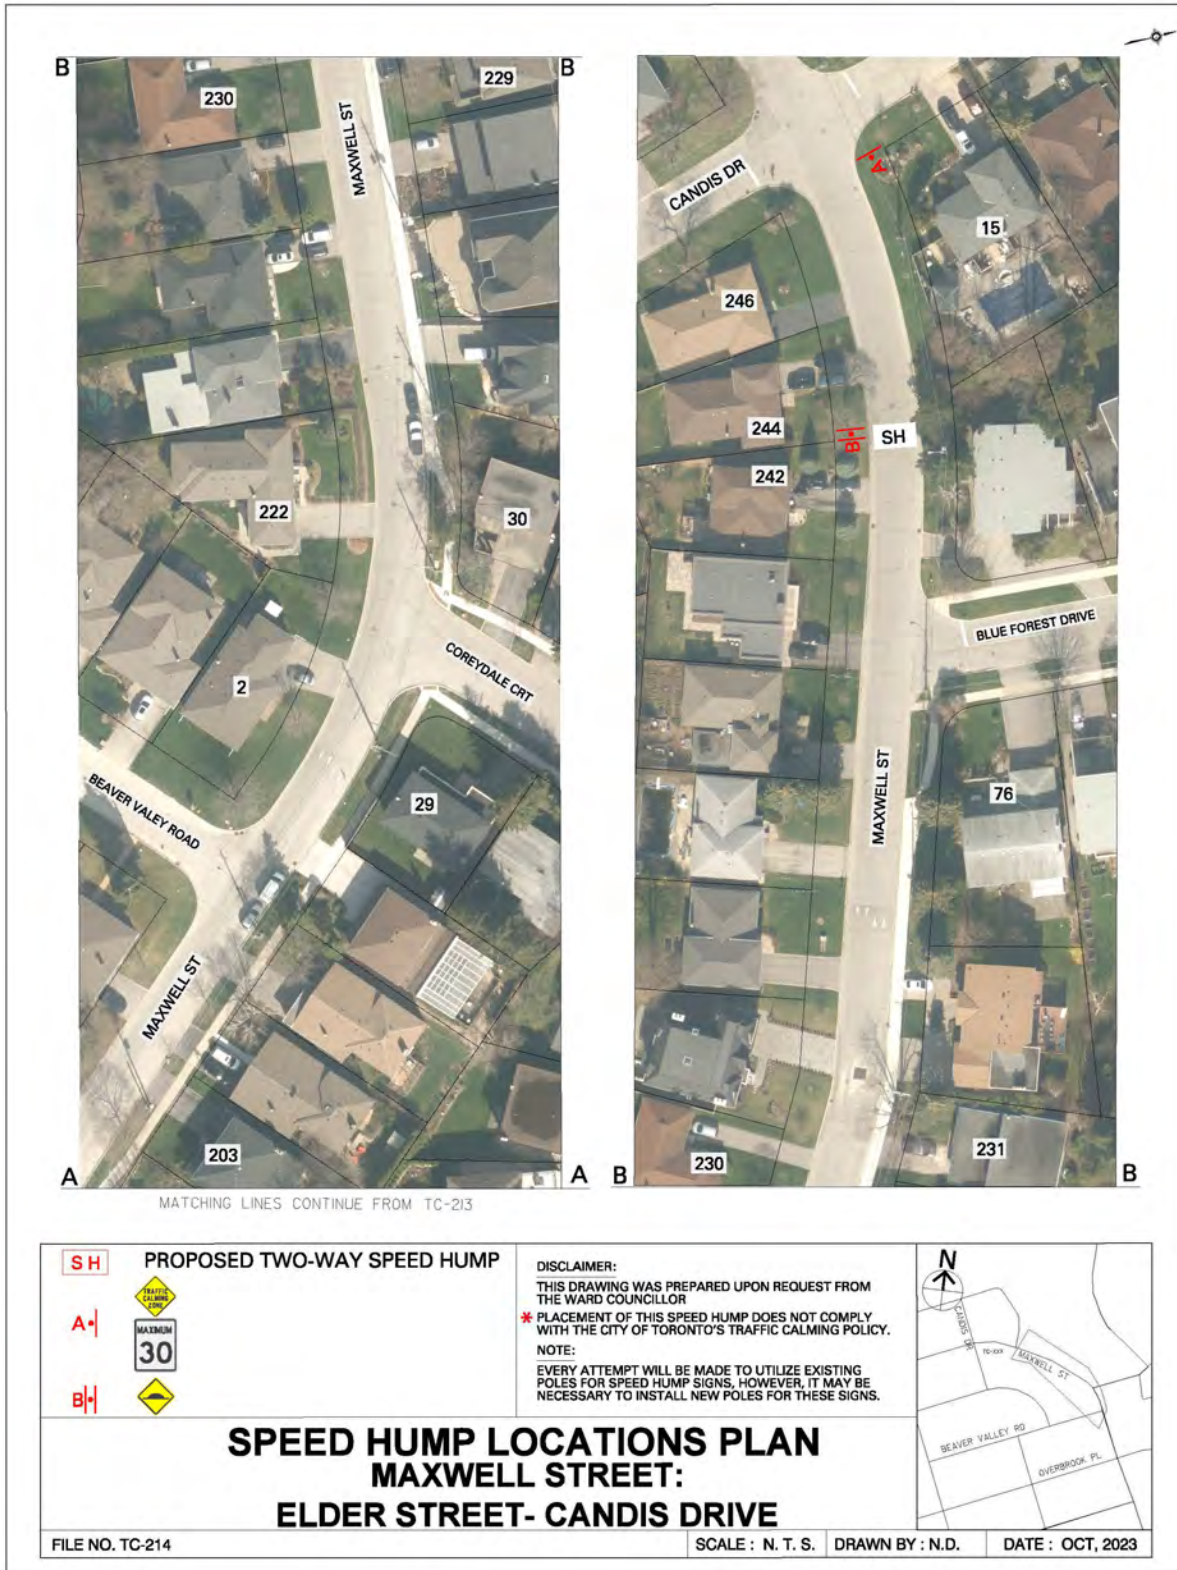 B
B
230
229
MAXWELL ST
222
30
2
COREYDALE CRT
BEAVER VALEY ROAD
29
MAXWELL ST
203
A
A
MATCHING LINES CONTINUE FROM TC-213
CANDIS DR
A
15
246
244
B
SH
242
BLUE FOREST DRIVE
MAXWELL ST
76
230
231
B
B
SH
PROPOSED TWO-WAY SPEED HUMP
TRAFFIC
CALMING
ZONE
A
MAXIMUM
30
B
DISCLAIMER:
THIS DRAWING WAS PREPARED UPON REQUEST FROM
THE WARD COUNCILLOR
* PLACEMENT OF THIS SPEED HUMP DOES NOT COMPLY
WITH THE CITY OF TORONTO'S TRAFFIC CALMING POLICY.
NOTE:
EVERY ATTEMPT WILL BE MADE TO UTILIZE EXISTING
POLES FOR SPEED HUMP SIGNS, HOWEVER, IT MAY BE
NECESSARY TO INSTALL NEW POLES FOR THESE SIGNS.
N
CANDIS DR
TC-XXX
MAXWELL ST
BEAVER VALLEY RD
OVERBROOK PL
SPEED HUMP LOCATIONS PLAN
MAXWELL STREET:
ELDER STREET- CANDIS DRIVE
FILE NO. TC-214
SCALE : N. T. S.
DRAWN BY : N.D.
DATE : OCT, 2023